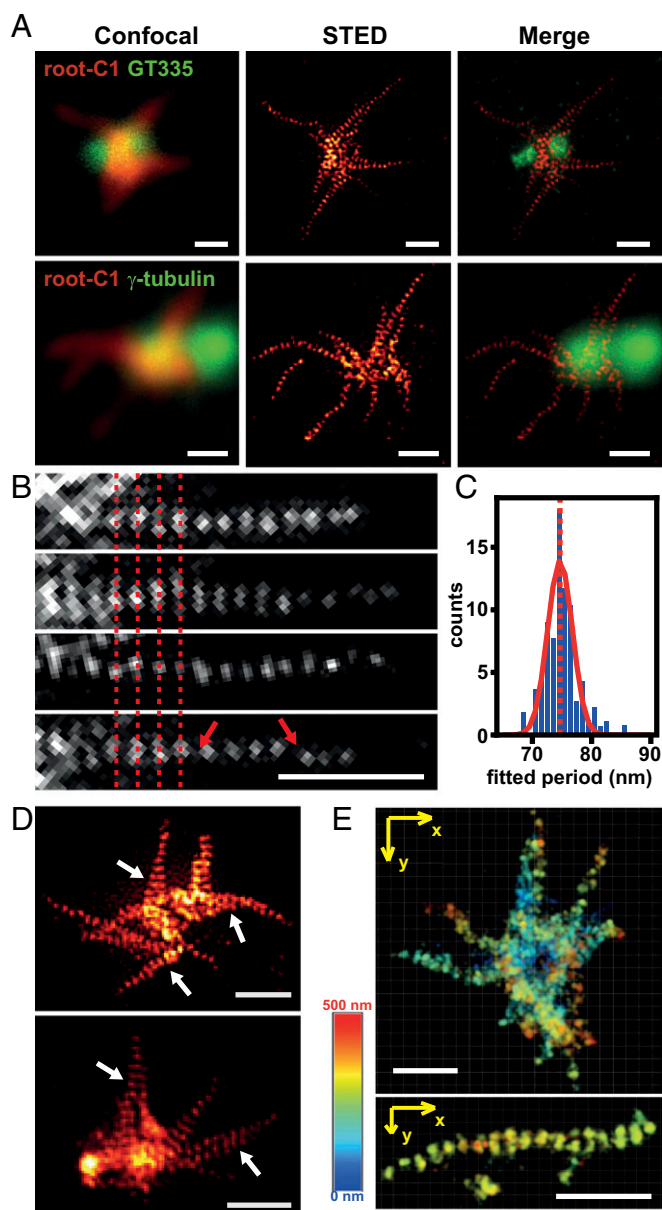 A
Confocal STED Merge
root-C1 GT335
root-C1 γ-tubulin
B
C
counts
15
10
5
0
70 80 90
fitted period (nm)
D
E
x
y
500 nm
0 nm
x
y